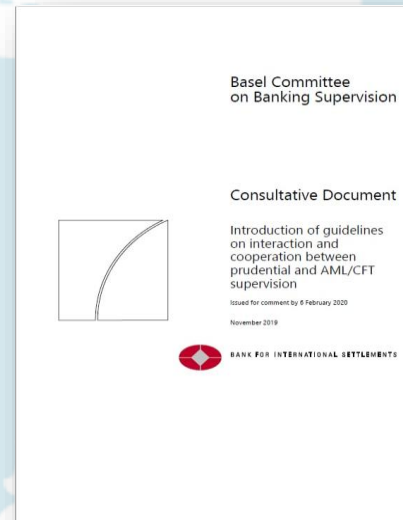 Basel Committee
on Banking Supervision
Consultative Document
Introduction of guidelines
on interaction and
cooperation between
prudential and AML/CFT
supervision
Issued for comment by 6 February 2020
November 2019
BANK FOR INTERNATIONAL SETTLEMENTS